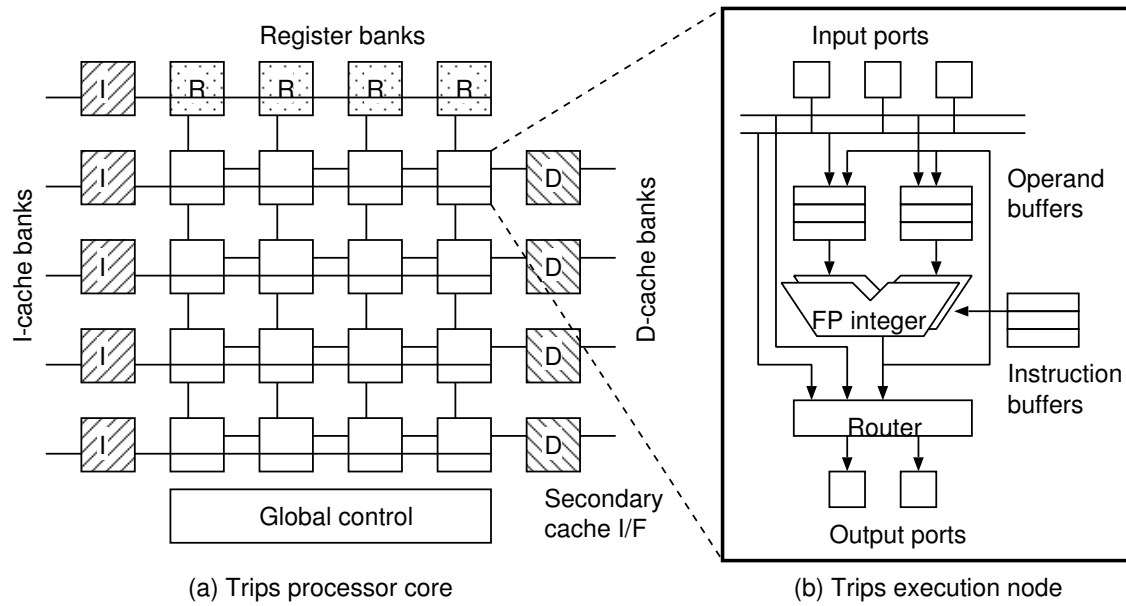 Register banks
I R R R R
I D
I D
I D
I D
I-cache banks
D-cache banks
Global control
Secondary
cache I/F
(a) Trips processor core
Input ports
Operand
buffers
FP integer
Instruction
buffers
Router
Output ports
(b) Trips execution node